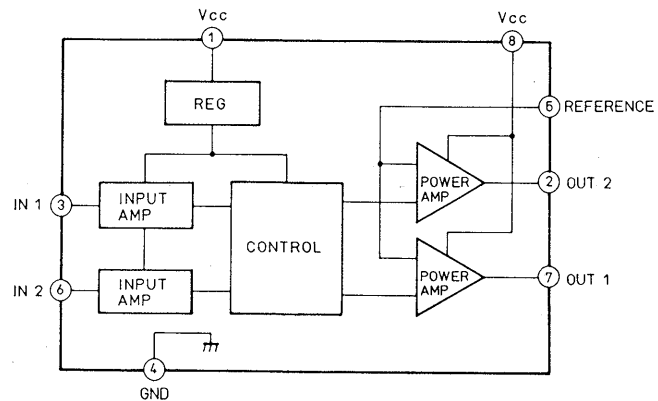 Vcc
Vcc
1
8
REG
5
REFERENCE
POWER
AMP
2
OUT 2
IN 1
3
INPUT
AMP
CONTROL
IN 2
6
INPUT
AMP
POWER
AMP
7
OUT 1
4
GND